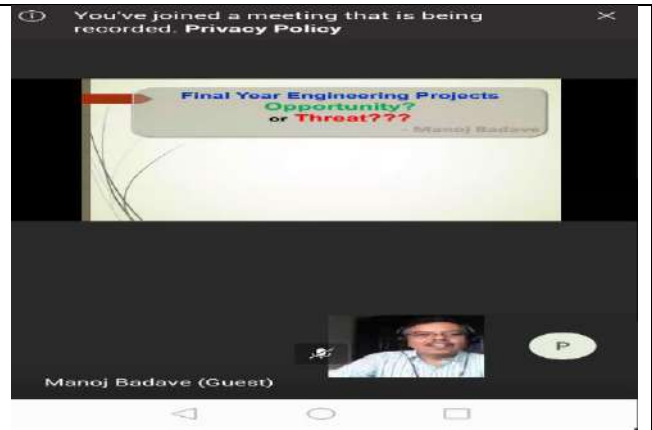 You've joined a meeting that is being
recorded. Privacy Policy
Final Year Engineering Projects
Opportunity?
or Threat???
- Manoj Badave
P
Manoj Badave (Guest)